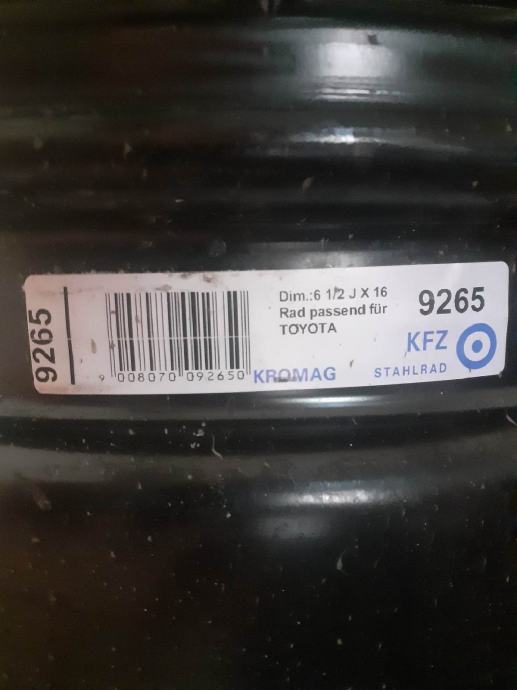 9265
Dim.:6 1/2 J X 16
Rad passend für
TOYOTA
9265
KFZ
9 008070 092650
KROMAG
STAHLRAD